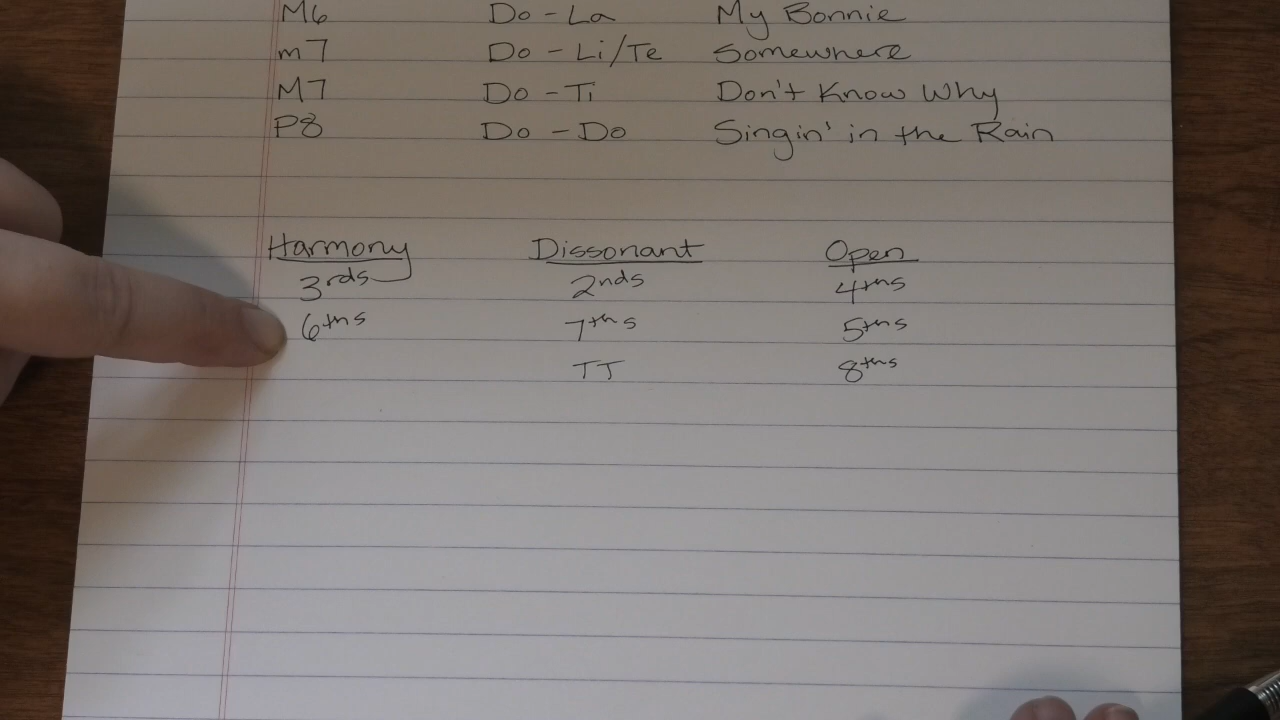 M6 Do - La My Bonnie
m7 Do - Li/Te Somewhere
M7 Do - Ti Don't Know Why
P8 Do - Do Singin' in the Rain
Harmony Dissonant Open
3rds 2nds 4ths
6ths 7ths 5ths
TT 8ths